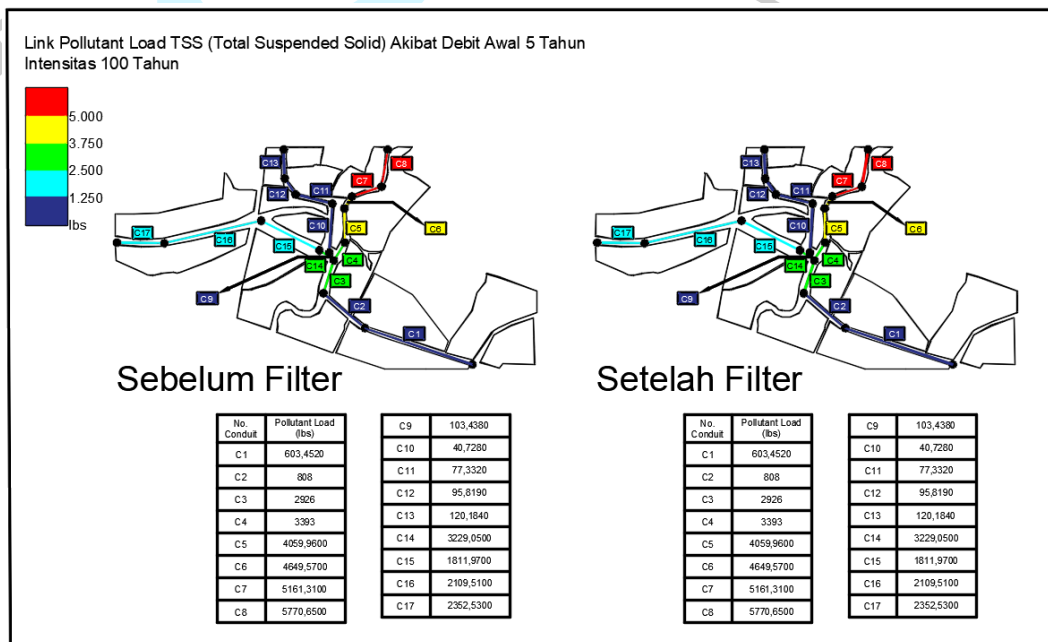 Link Pollutant Load TSS (Total Suspended Solid) Akibat Debit Awal 5 Tahun
Intensitas 100 Tahun
5.000
3.750
2.500
1.250
lbs
C13
C12
C11
C10
C8
C7
C6
C5
C4
C3
C14
C15
C16
C17
C9
C2
C1
Sebelum Filter
C13
C12
C11
C10
C8
C7
C6
C5
C4
C3
C14
C15
C16
C17
C9
C2
C1
Setelah Filter
No. Conduit Pollutant Load (lbs)
C1 603,4520
C2 808
C3 2926
C4 3393
C5 4059,9600
C6 4649,5700
C7 5161,3100
C8 5770,6500
C9 103,4380
C10 40,7280
C11 77,3320
C12 95,8190
C13 120,1840
C14 3229,0500
C15 1811,9700
C16 2109,5100
C17 2352,5300
No. Conduit Pollutant Load (lbs)
C1 603,4520
C2 808
C3 2926
C4 3393
C5 4059,9600
C6 4649,5700
C7 5161,3100
C8 5770,6500
C9 103,4380
C10 40,7280
C11 77,3320
C12 95,8190
C13 120,1840
C14 3229,0500
C15 1811,9700
C16 2109,5100
C17 2352,5300